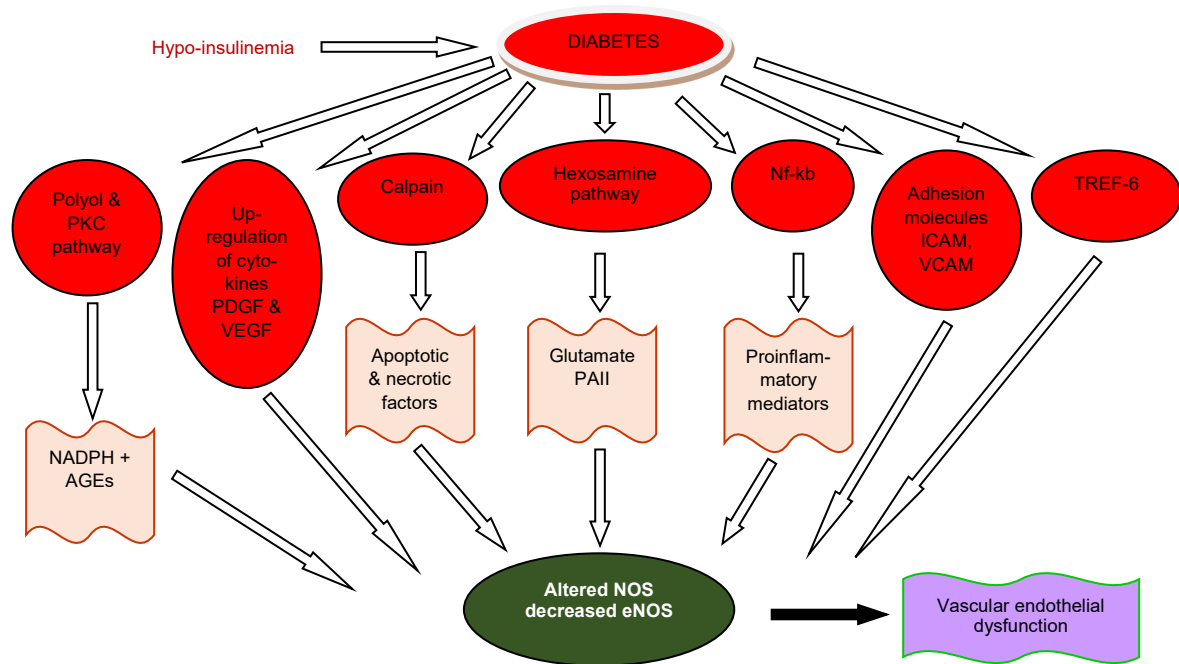 Hypo-insulinemia
DIABETES
Polyol &
PKC
pathway
Up-
regulation
of cyto-
kines
PDGF &
VEGF
Calpain
Hexosamine
pathway
Nf-kb
Adhesion
molecules
ICAM,
VCAM
TREF-6
NADPH +
AGEs
Apoptotic
& necrotic
factors
Glutamate
PAII
Proinflam-
matory
mediators
Altered NOS
decreased eNOS
Vascular endothelial
dysfunction